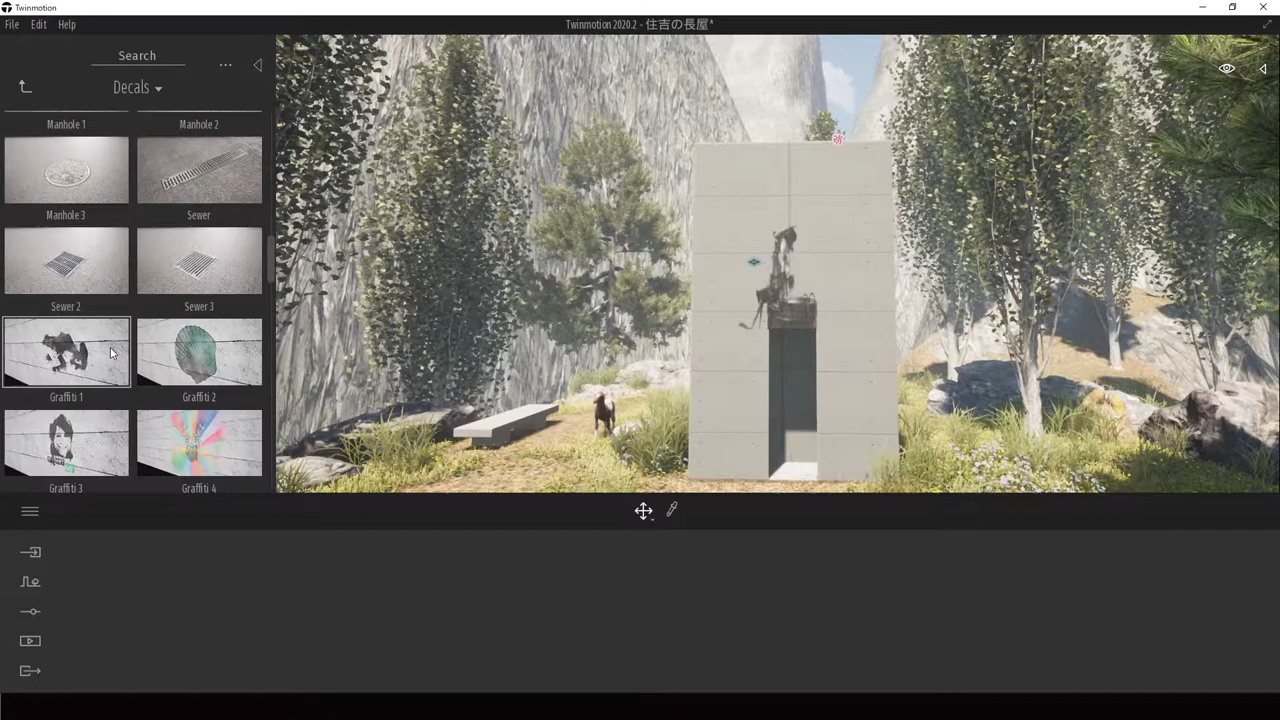 Twinmotion
File Edit Help
Twinmotion 2020.2 - 住吉の長屋*
Search
...
Decals
Manhole 1
Manhole 2
Manhole 3
Sewer
Sewer 2
Sewer 3
Graffiti 1
Graffiti 2
Graffiti 3
Graffiti 4